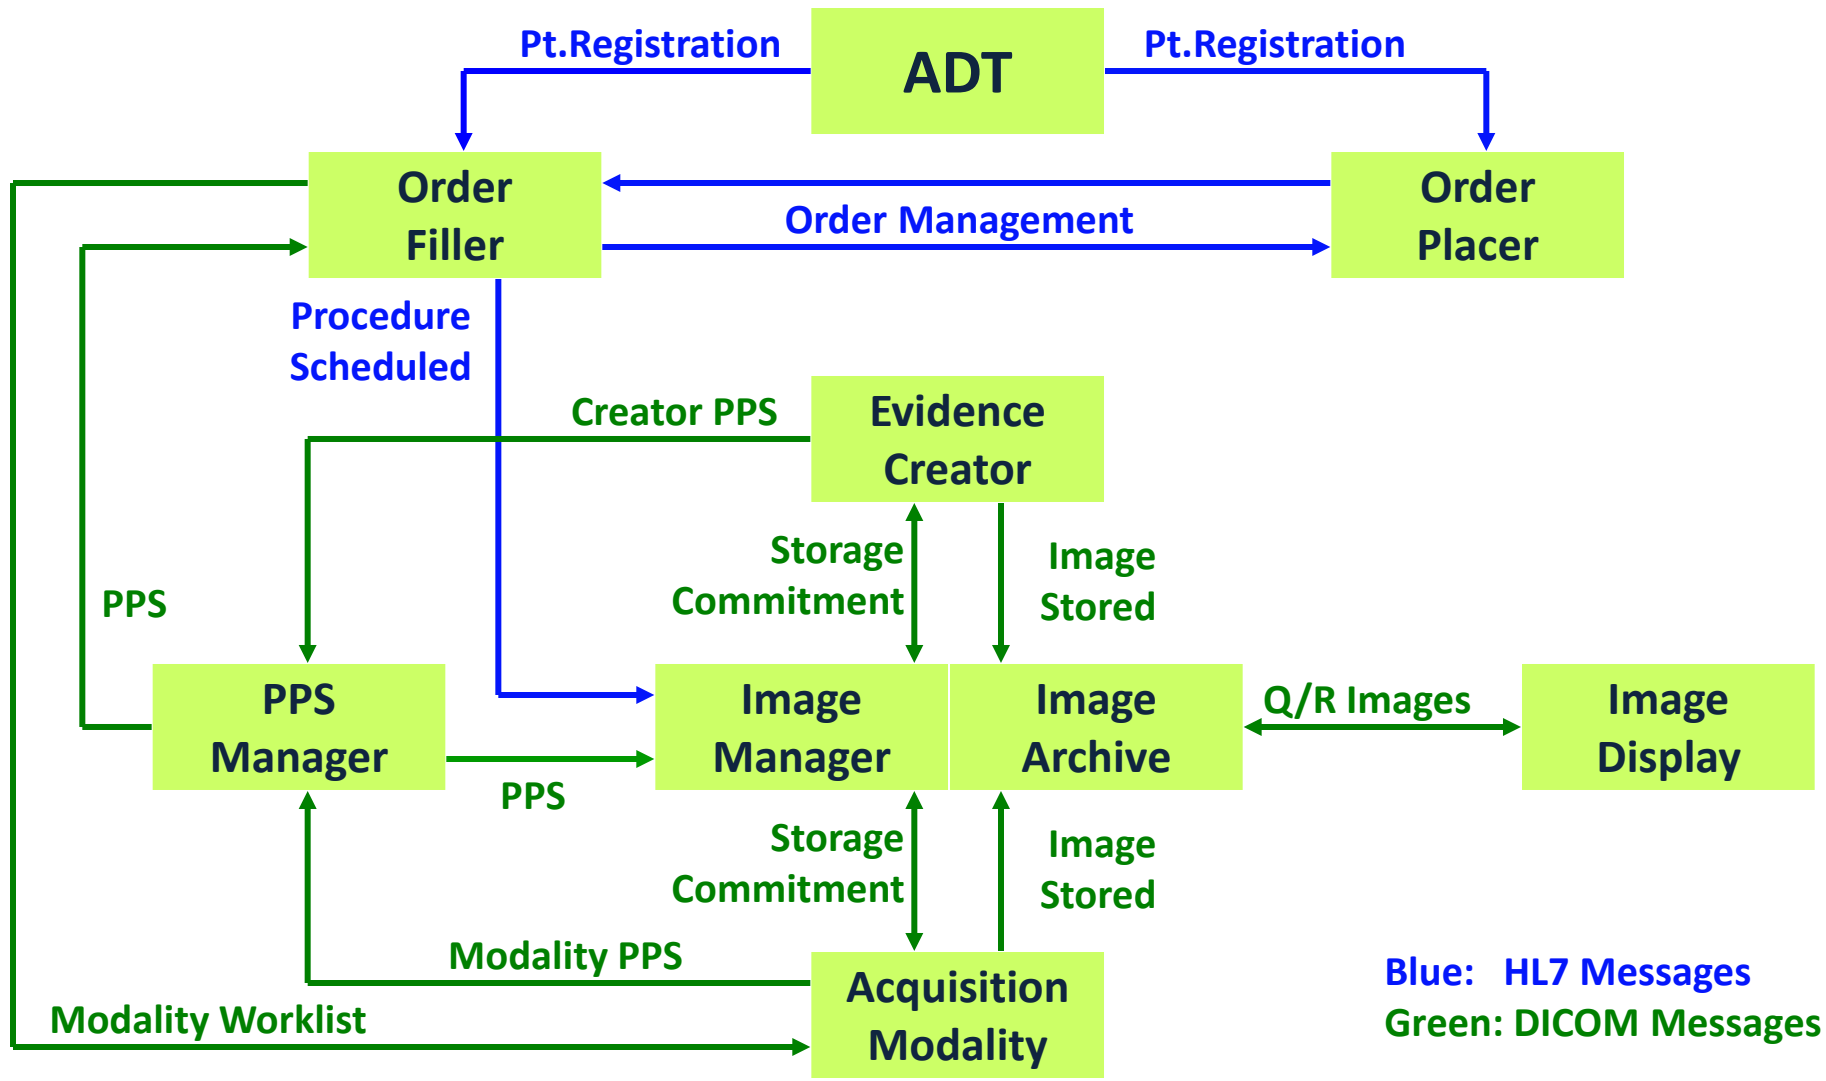 Pt.Registration
ADT
Pt.Registration
Order
Filler
Order Management
Order
Placer
Procedure
Scheduled
Creator PPS
Evidence
Creator
Storage
Commitment
Image
Stored
PPS
PPS
Manager
PPS
Image
Manager
Image
Archive
Q/R Images
Image
Display
Storage
Commitment
Image
Stored
Modality PPS
Modality Worklist
Acquisition
Modality
Blue: HL7 Messages
Green: DICOM Messages